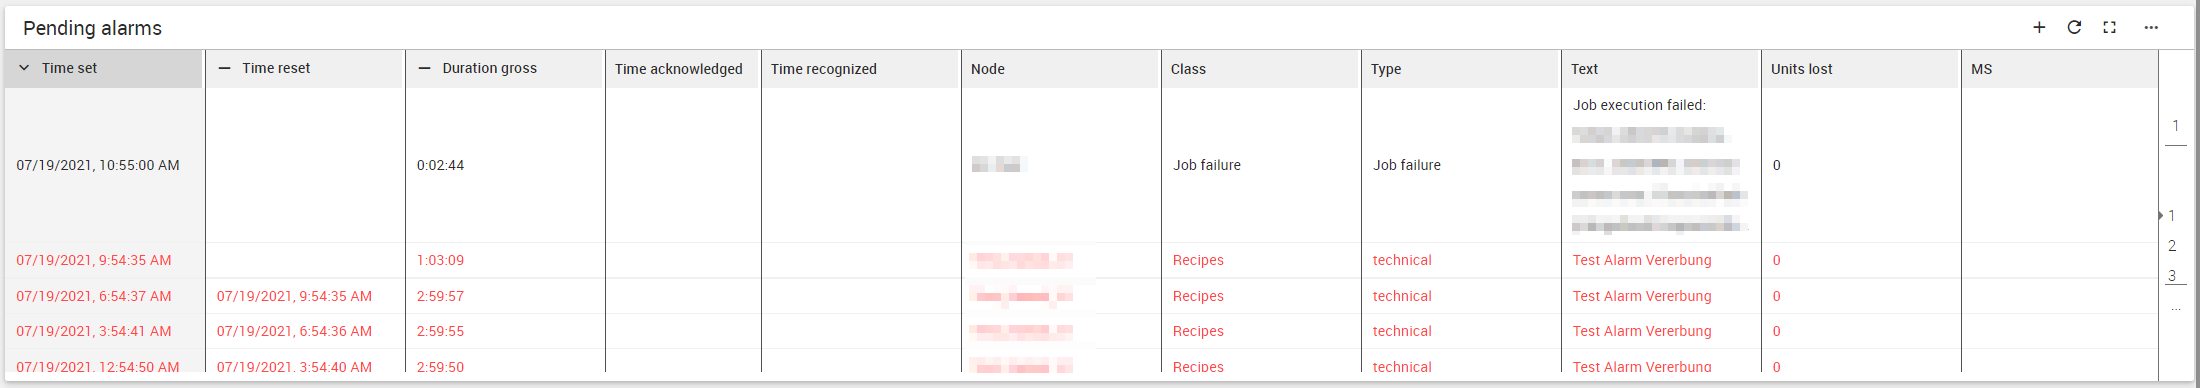 Pending alarms
Time set Time reset Duration gross Time acknowledged Time recognized Node Class Type Text Units lost MS
Job execution failed:
07/19/2021, 10:55:00 AM 0:02:44 Job failure Job failure 0
07/19/2021, 9:54:35 AM 1:03:09 Recipes technical Test Alarm Vererbung 0
07/19/2021, 6:54:37 AM 07/19/2021, 9:54:35 AM 2:59:57 Recipes technical Test Alarm Vererbung 0
07/19/2021, 3:54:41 AM 07/19/2021, 6:54:36 AM 2:59:55 Recipes technical Test Alarm Vererbung 0
07/19/2021, 12:54:50 AM 07/19/2021, 3:54:40 AM 2:59:50 Recipes technical Test Alarm Vererbung 0
1
1
2
3
...